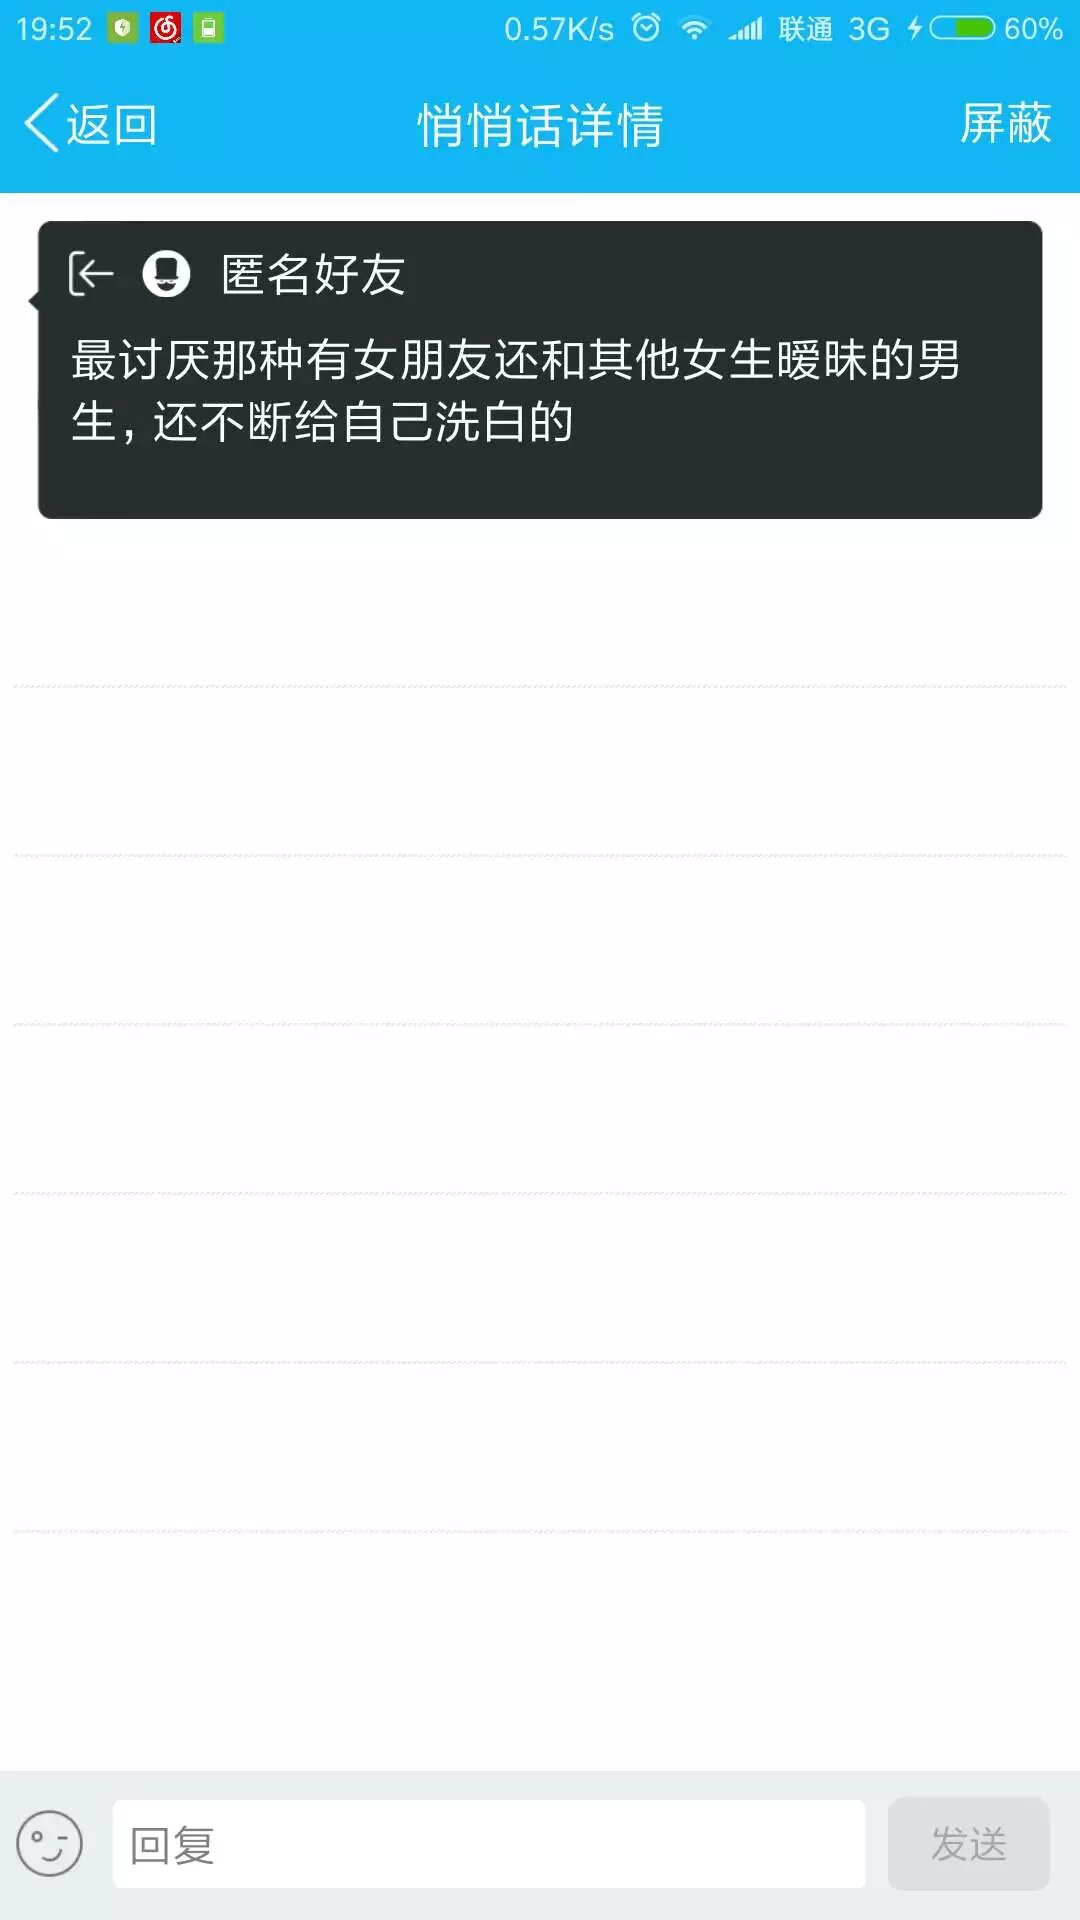 19:52 0.57K/s 联通 3G 60%
返回 悄悄话详情 屏蔽
匿名好友
最讨厌那种有女朋友还和其他女生暧昧的男
生，还不断给自己洗白的
回复 发送